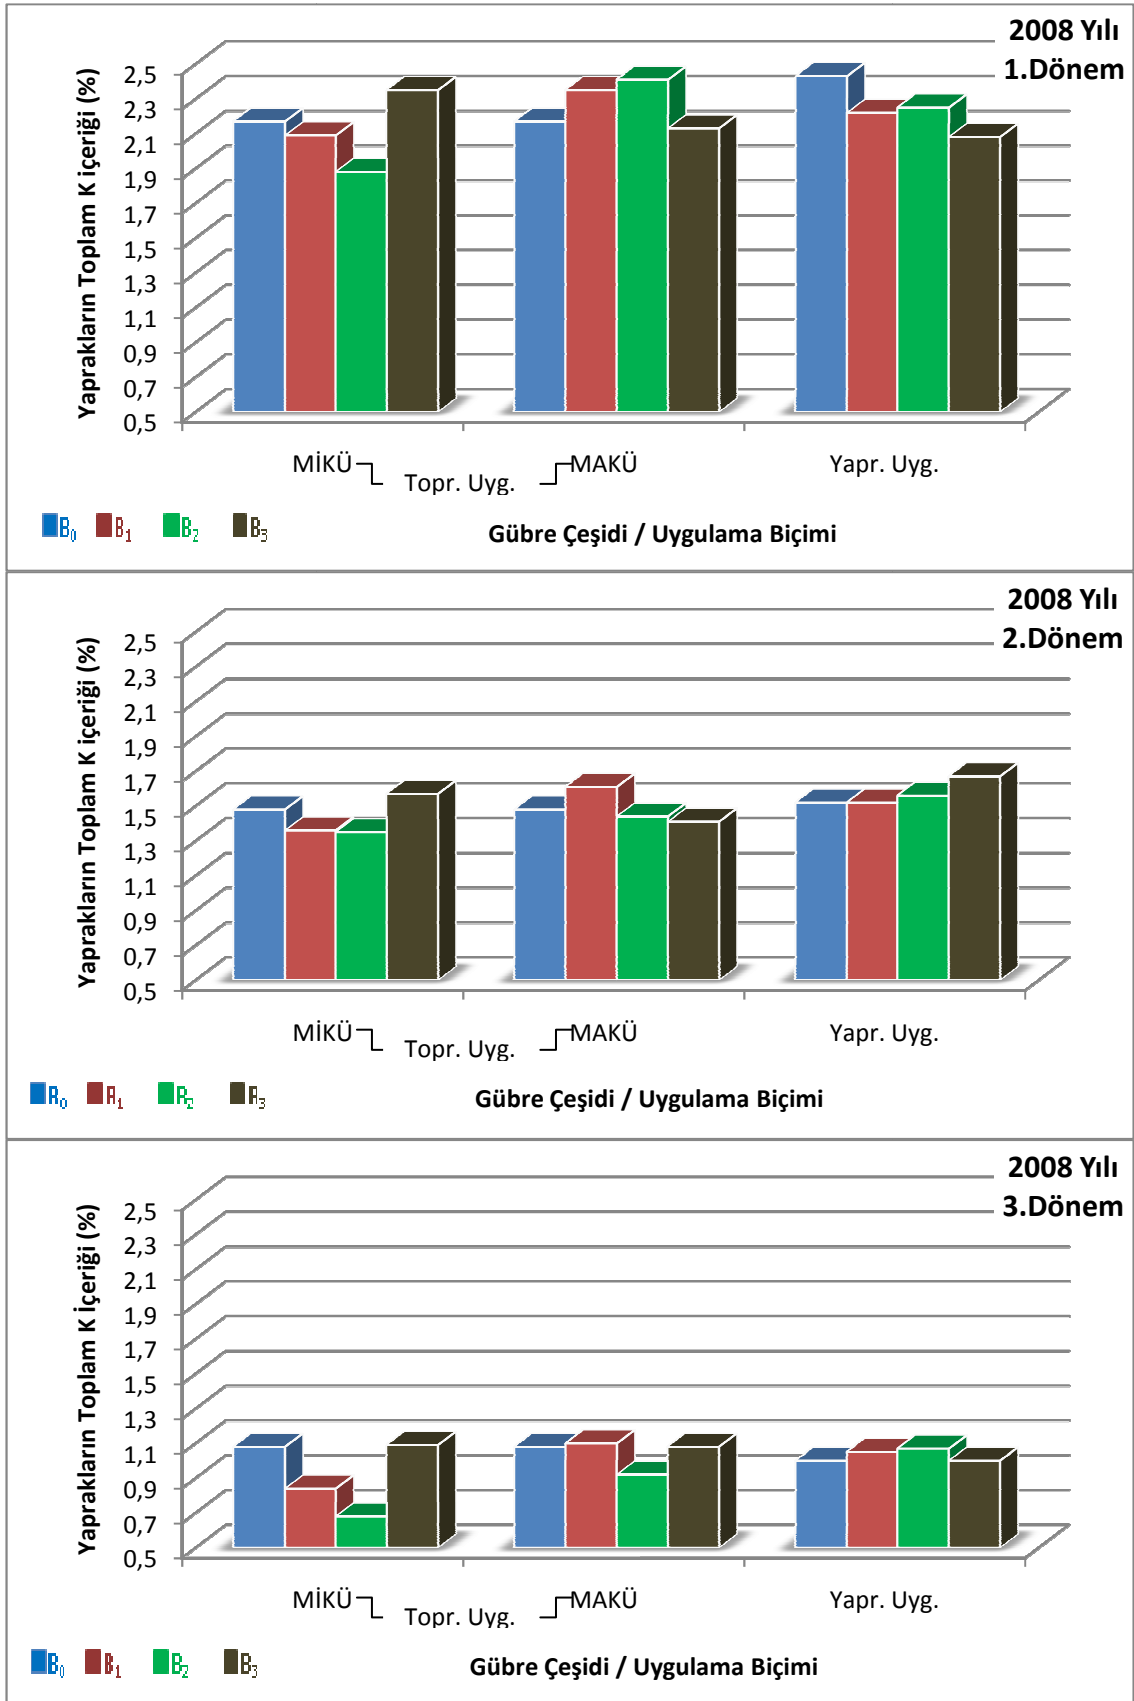 2008 Yılı
1.Dönem
Yaprakların Toplam K içeriği (%)
2,5
2,3
2,1
1,9
1,7
1,5
1,3
1,1
0,9
0,7
0,5
MİKÜ
Topr. Uyg.
MAKÜ
Yapr. Uyg.
B₀ B₁ B₂ B₃
Gübre Çeşidi / Uygulama Biçimi
2008 Yılı
2.Dönem
Yaprakların Toplam K içeriği (%)
2,5
2,3
2,1
1,9
1,7
1,5
1,3
1,1
0,9
0,7
0,5
MİKÜ
Topr. Uyg.
MAKÜ
Yapr. Uyg.
Gübre Çeşidi / Uygulama Biçimi
2008 Yılı
3.Dönem
Yaprakların Toplam K İçeriği (%)
2,5
2,3
2,1
1,9
1,7
1,5
1,3
1,1
0,9
0,7
0,5
MİKÜ
Topr. Uyg.
MAKÜ
Yapr. Uyg.
B₀ B₁ B₂ B₃
Gübre Çeşidi / Uygulama Biçimi